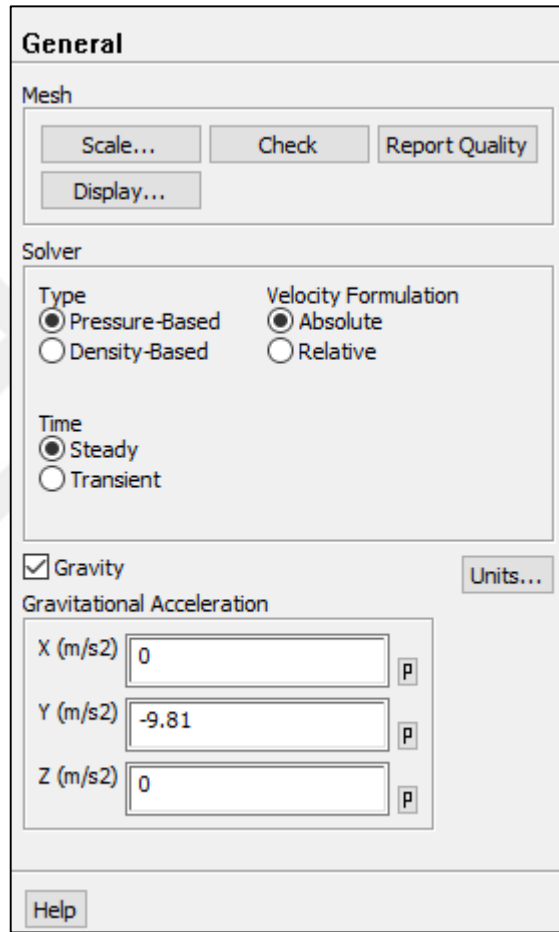 General
Mesh
Scale... Check Report Quality
Display...
Solver
Type Velocity Formulation
Pressure-Based Absolute
Density-Based Relative
Time
Steady
Transient
Gravity Units...
Gravitational Acceleration
X (m/s2) 0 P
Y (m/s2) -9.81 P
Z (m/s2) 0 P
Help